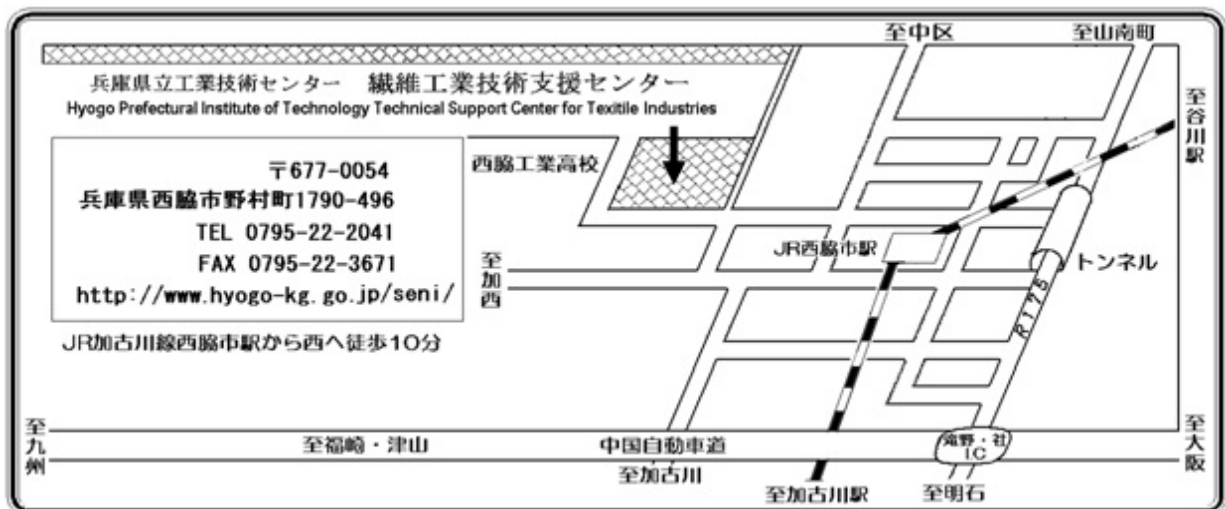 至中区
至山南町
兵庫県立工業技術センター 繊維工業技術支援センター
Hyogo Prefectural Institute of Technology Technical Support Center for Texitile Industries
至谷川駅
〒677-0054
兵庫県西脇市野村町1790-496
TEL 0795-22-2041
FAX 0795-22-3671
http://www.hyogo-kg.go.jp/seni/
西脇工業高校
JR西脇市駅
至加西
トンネル
R175
JR加古川線西脇市駅から西へ徒歩10分
至九州
至福崎・津山
中国自動車道
滝野・社
I.C
至大阪
至加古川
至加古川駅
至明石